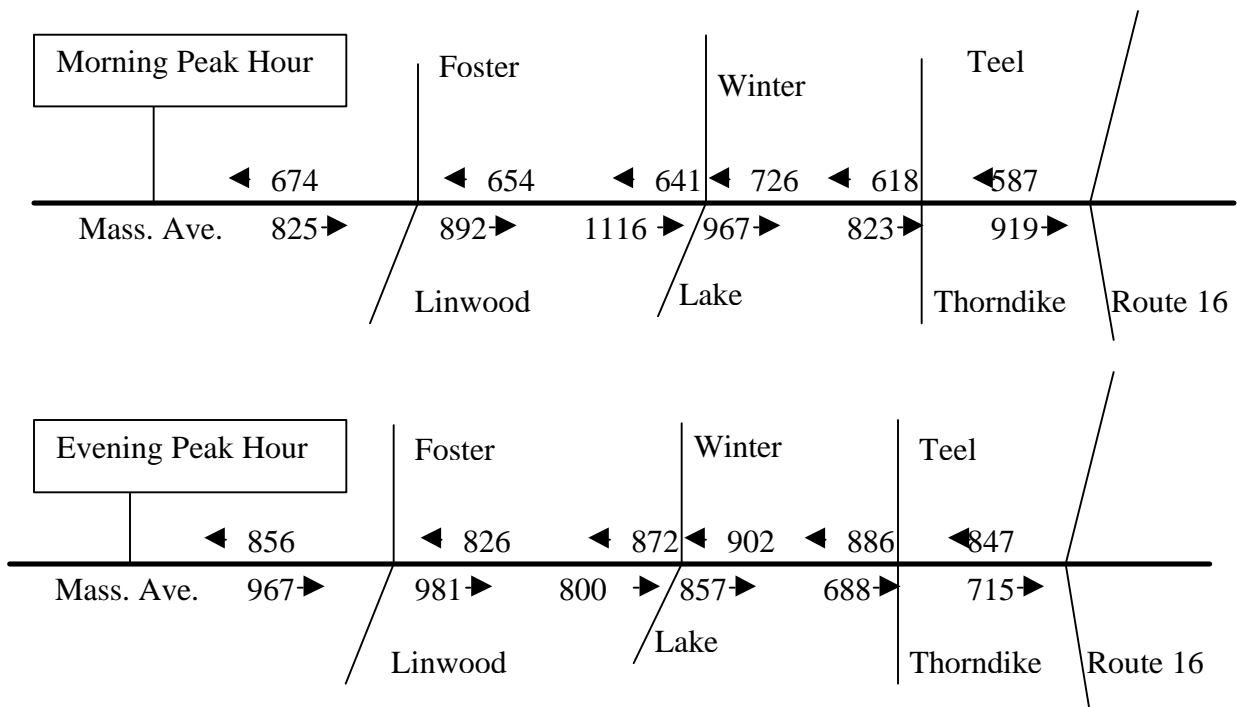 Morning Peak Hour
Foster
Winter
Teel
674 654 641 726 618 587
Mass. Ave. 825 892 1116 967 823 919
Linwood
Lake
Thorndike
Route 16
Evening Peak Hour
Foster
Winter
Teel
856 826 872 902 886 847
Mass. Ave. 967 981 800 857 688 715
Linwood
Lake
Thorndike
Route 16